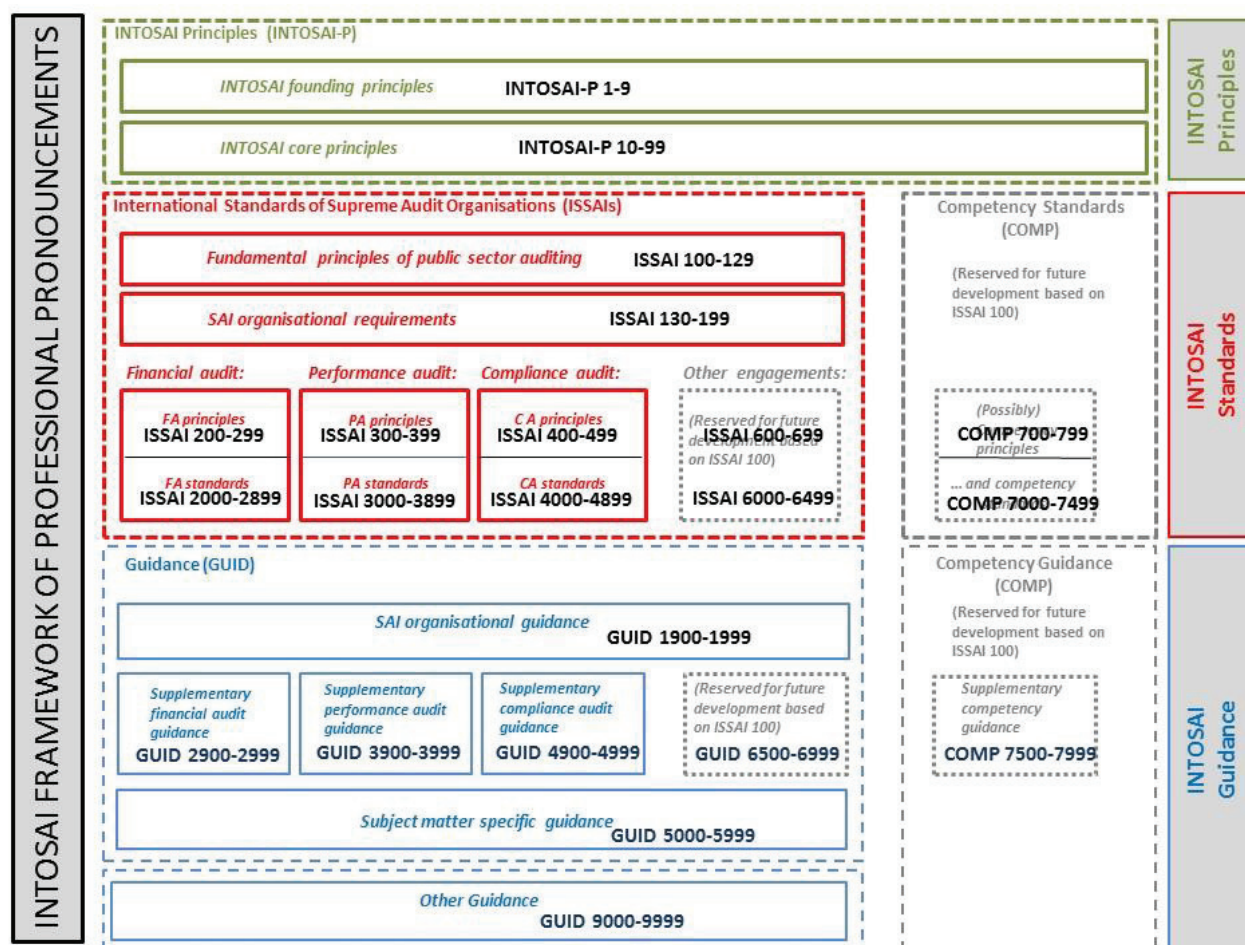 INTOSAI FRAMEWORK OF PROFESSIONAL PRONOUNCEMENTS
INTOSAI Principles (INTOSAI-P)
INTOSAI founding principles INTOSAI-P 1-9
INTOSAI core principles INTOSAI-P 10-99
INTOSAI
Principles
International Standards of Supreme Audit Organisations (ISSAIs)
Fundamental principles of public sector auditing ISSAI 100-129
SAI organisational requirements ISSAI 130-199
Financial audit:
FA principles
ISSAI 200-299
FA standards
ISSAI 2000-2899
Performance audit:
PA principles
ISSAI 300-399
PA standards
ISSAI 3000-3899
Compliance audit:
C A principles
ISSAI 400-499
CA standards
ISSAI 4000-4899
Other engagements:
(Reserved for future
development based
on ISSAI 100)
ISSAI 600-699
ISSAI 6000-6499
Competency Standards
(COMP)
(Reserved for future
development based on
ISSAI 100)
(Possibly)
principles
COMP 700-799
... and competency
COMP 7000-7499
INTOSAI
Standards
Guidance (GUID)
SAI organisational guidance
GUID 1900-1999
Supplementary
financial audit
guidance
GUID 2900-2999
Supplementary
performance audit
guidance
GUID 3900-3999
Supplementary
compliance audit
guidance
GUID 4900-4999
(Reserved for future
development based
on ISSAI 100)
GUID 6500-6999
Subject matter specific guidance
GUID 5000-5999
Other Guidance
GUID 9000-9999
Competency Guidance
(COMP)
(Reserved for future
development based on
ISSAI 100)
Supplementary
competency
guidance
COMP 7500-7999
INTOSAI
Guidance